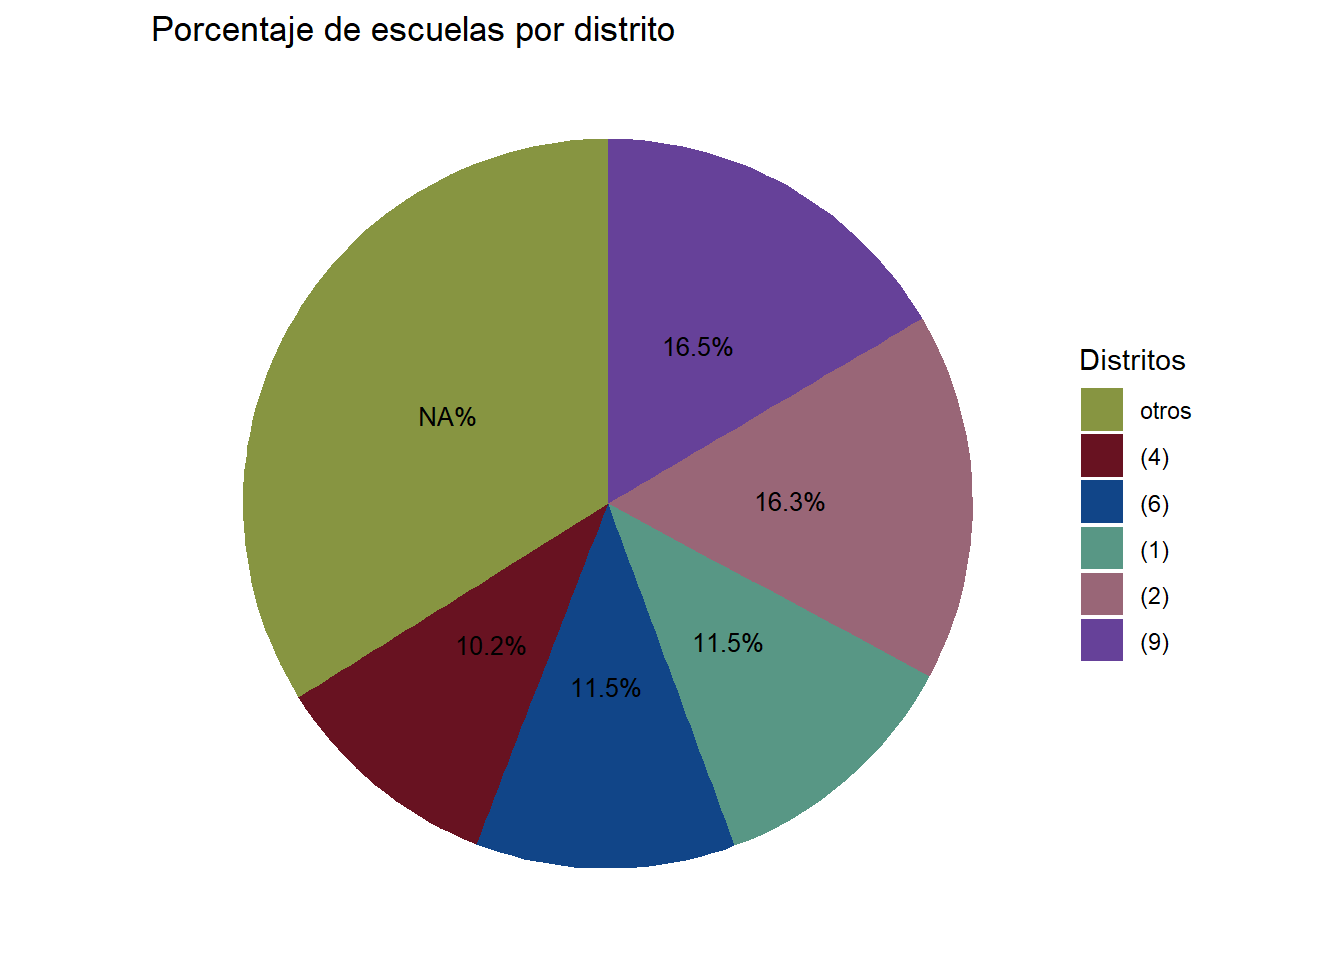 Porcentaje de escuelas por distrito
16.5%
NA%
16.3%
11.5%
10.2%
11.5%
Distritos
otros
(4)
(6)
(1)
(2)
(9)